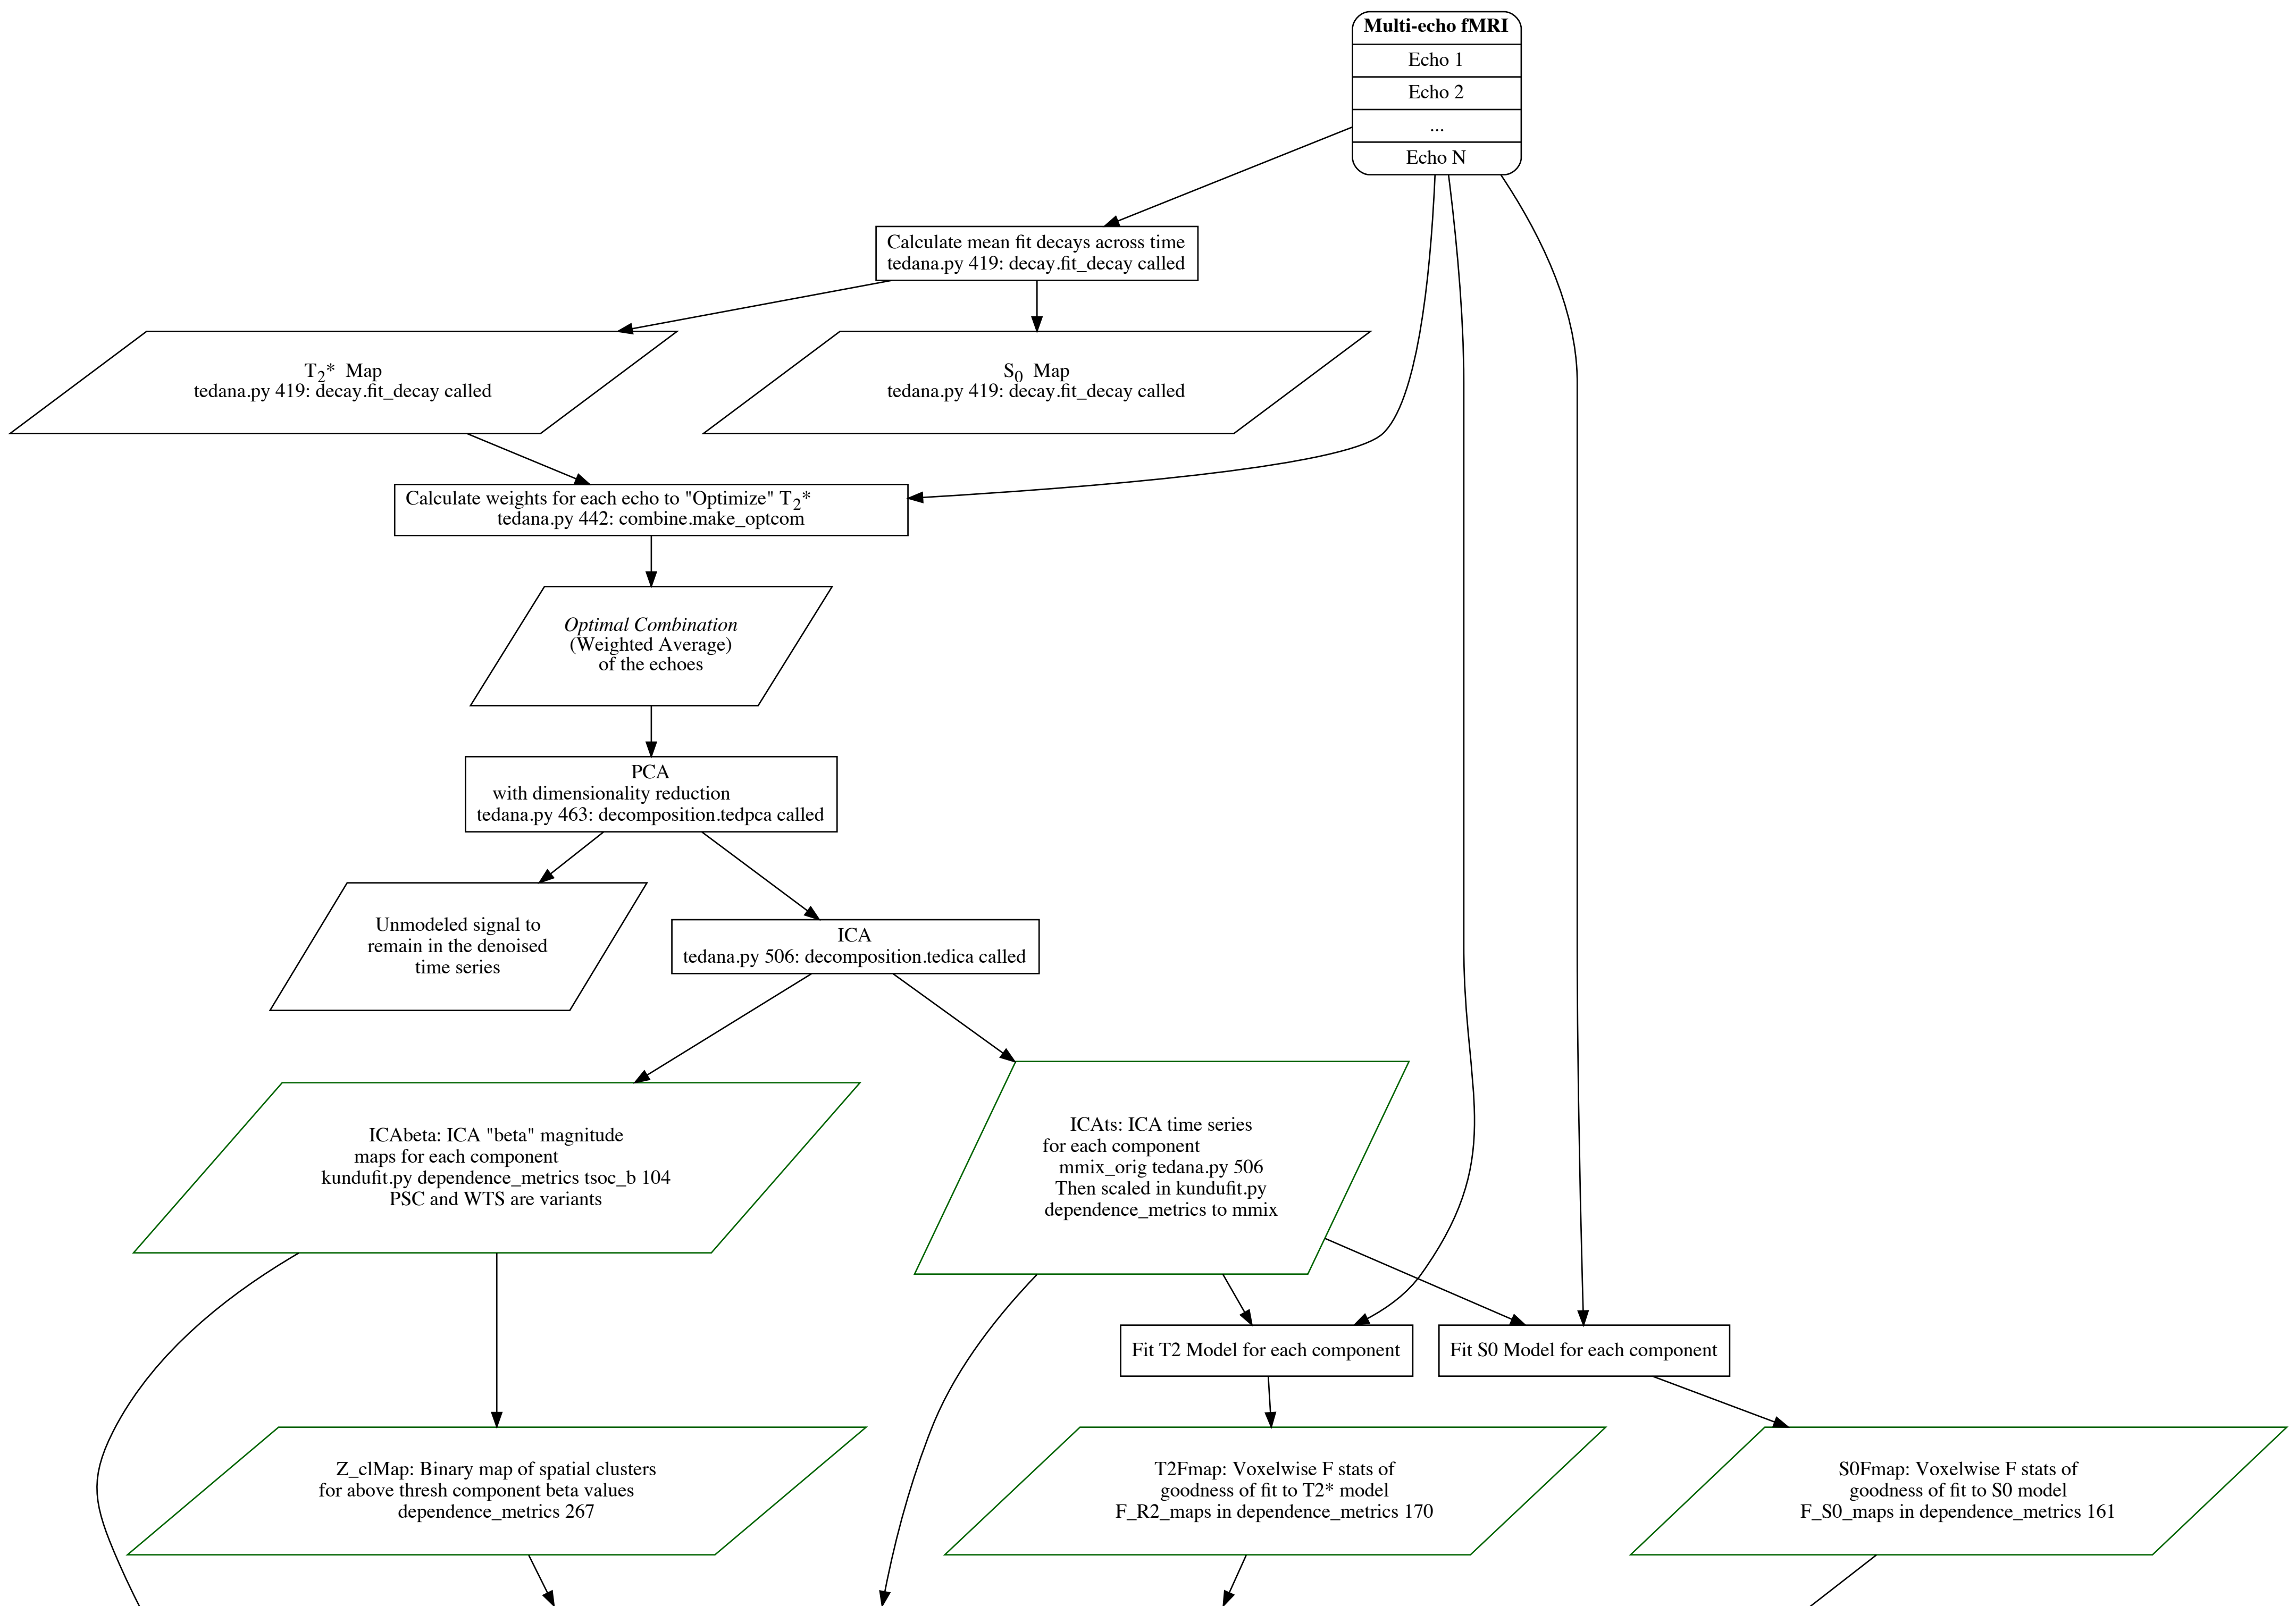 Multi-echo fMRI
Echo 1
Echo 2
...
Echo N
Calculate mean fit decays across time
tedana.py 419: decay.fit_decay called
T2* Map
tedana.py 419: decay.fit_decay called
S0 Map
tedana.py 419: decay.fit_decay called
Calculate weights for each echo to "Optimize" T2*
tedana.py 442: combine.make_optcom
Optimal Combination
(Weighted Average)
of the echoes
PCA
with dimensionality reduction
tedana.py 463: decomposition.tedpca called
Unmodeled signal to
remain in the denoised
time series
ICA
tedana.py 506: decomposition.tedica called
ICAbeta: ICA "beta" magnitude
maps for each component
kundufit.py dependence_metrics tsoc_b 104
PSC and WTS are variants
ICAts: ICA time series
for each component
mmix_orig tedana.py 506
Then scaled in kundufit.py
dependence_metrics to mmix
Fit T2 Model for each component
Fit S0 Model for each component
Z_clMap: Binary map of spatial clusters
for above thresh component beta values
dependence_metrics 267
T2Fmap: Voxelwise F stats of
goodness of fit to T2* model
F_R2_maps in dependence_metrics 170
S0Fmap: Voxelwise F stats of
goodness of fit to S0 model
F_S0_maps in dependence_metrics 161